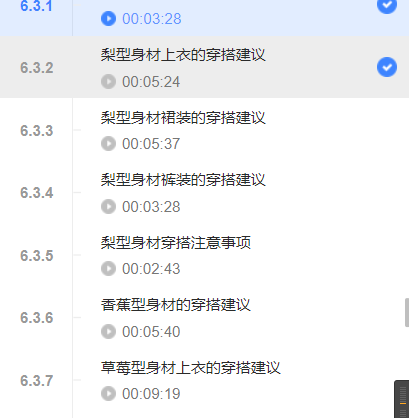 6.3.1
00:03:28
6.3.2
梨型身材上衣的穿搭建议
00:05:24
6.3.3
梨型身材裙装的穿搭建议
00:05:37
6.3.4
梨型身材裤装的穿搭建议
00:03:28
6.3.5
梨型身材穿搭注意事项
00:02:43
6.3.6
香蕉型身材的穿搭建议
00:05:40
6.3.7
草莓型身材上衣的穿搭建议
00:09:19